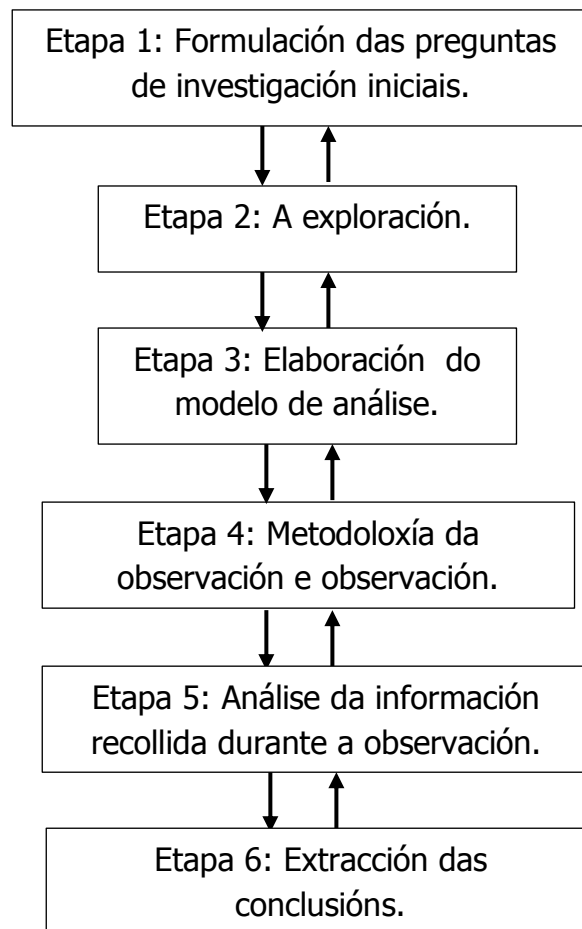 Etapa 1: Formulación das preguntas
de investigación iniciais.
Etapa 2: A exploración.
Etapa 3: Elaboración  do
modelo de análise.
Etapa 4: Metodoloxía da
observación e observación.
Etapa 5: Análise da información
recollida durante a observación.
Etapa 6: Extracción das
conclusións.